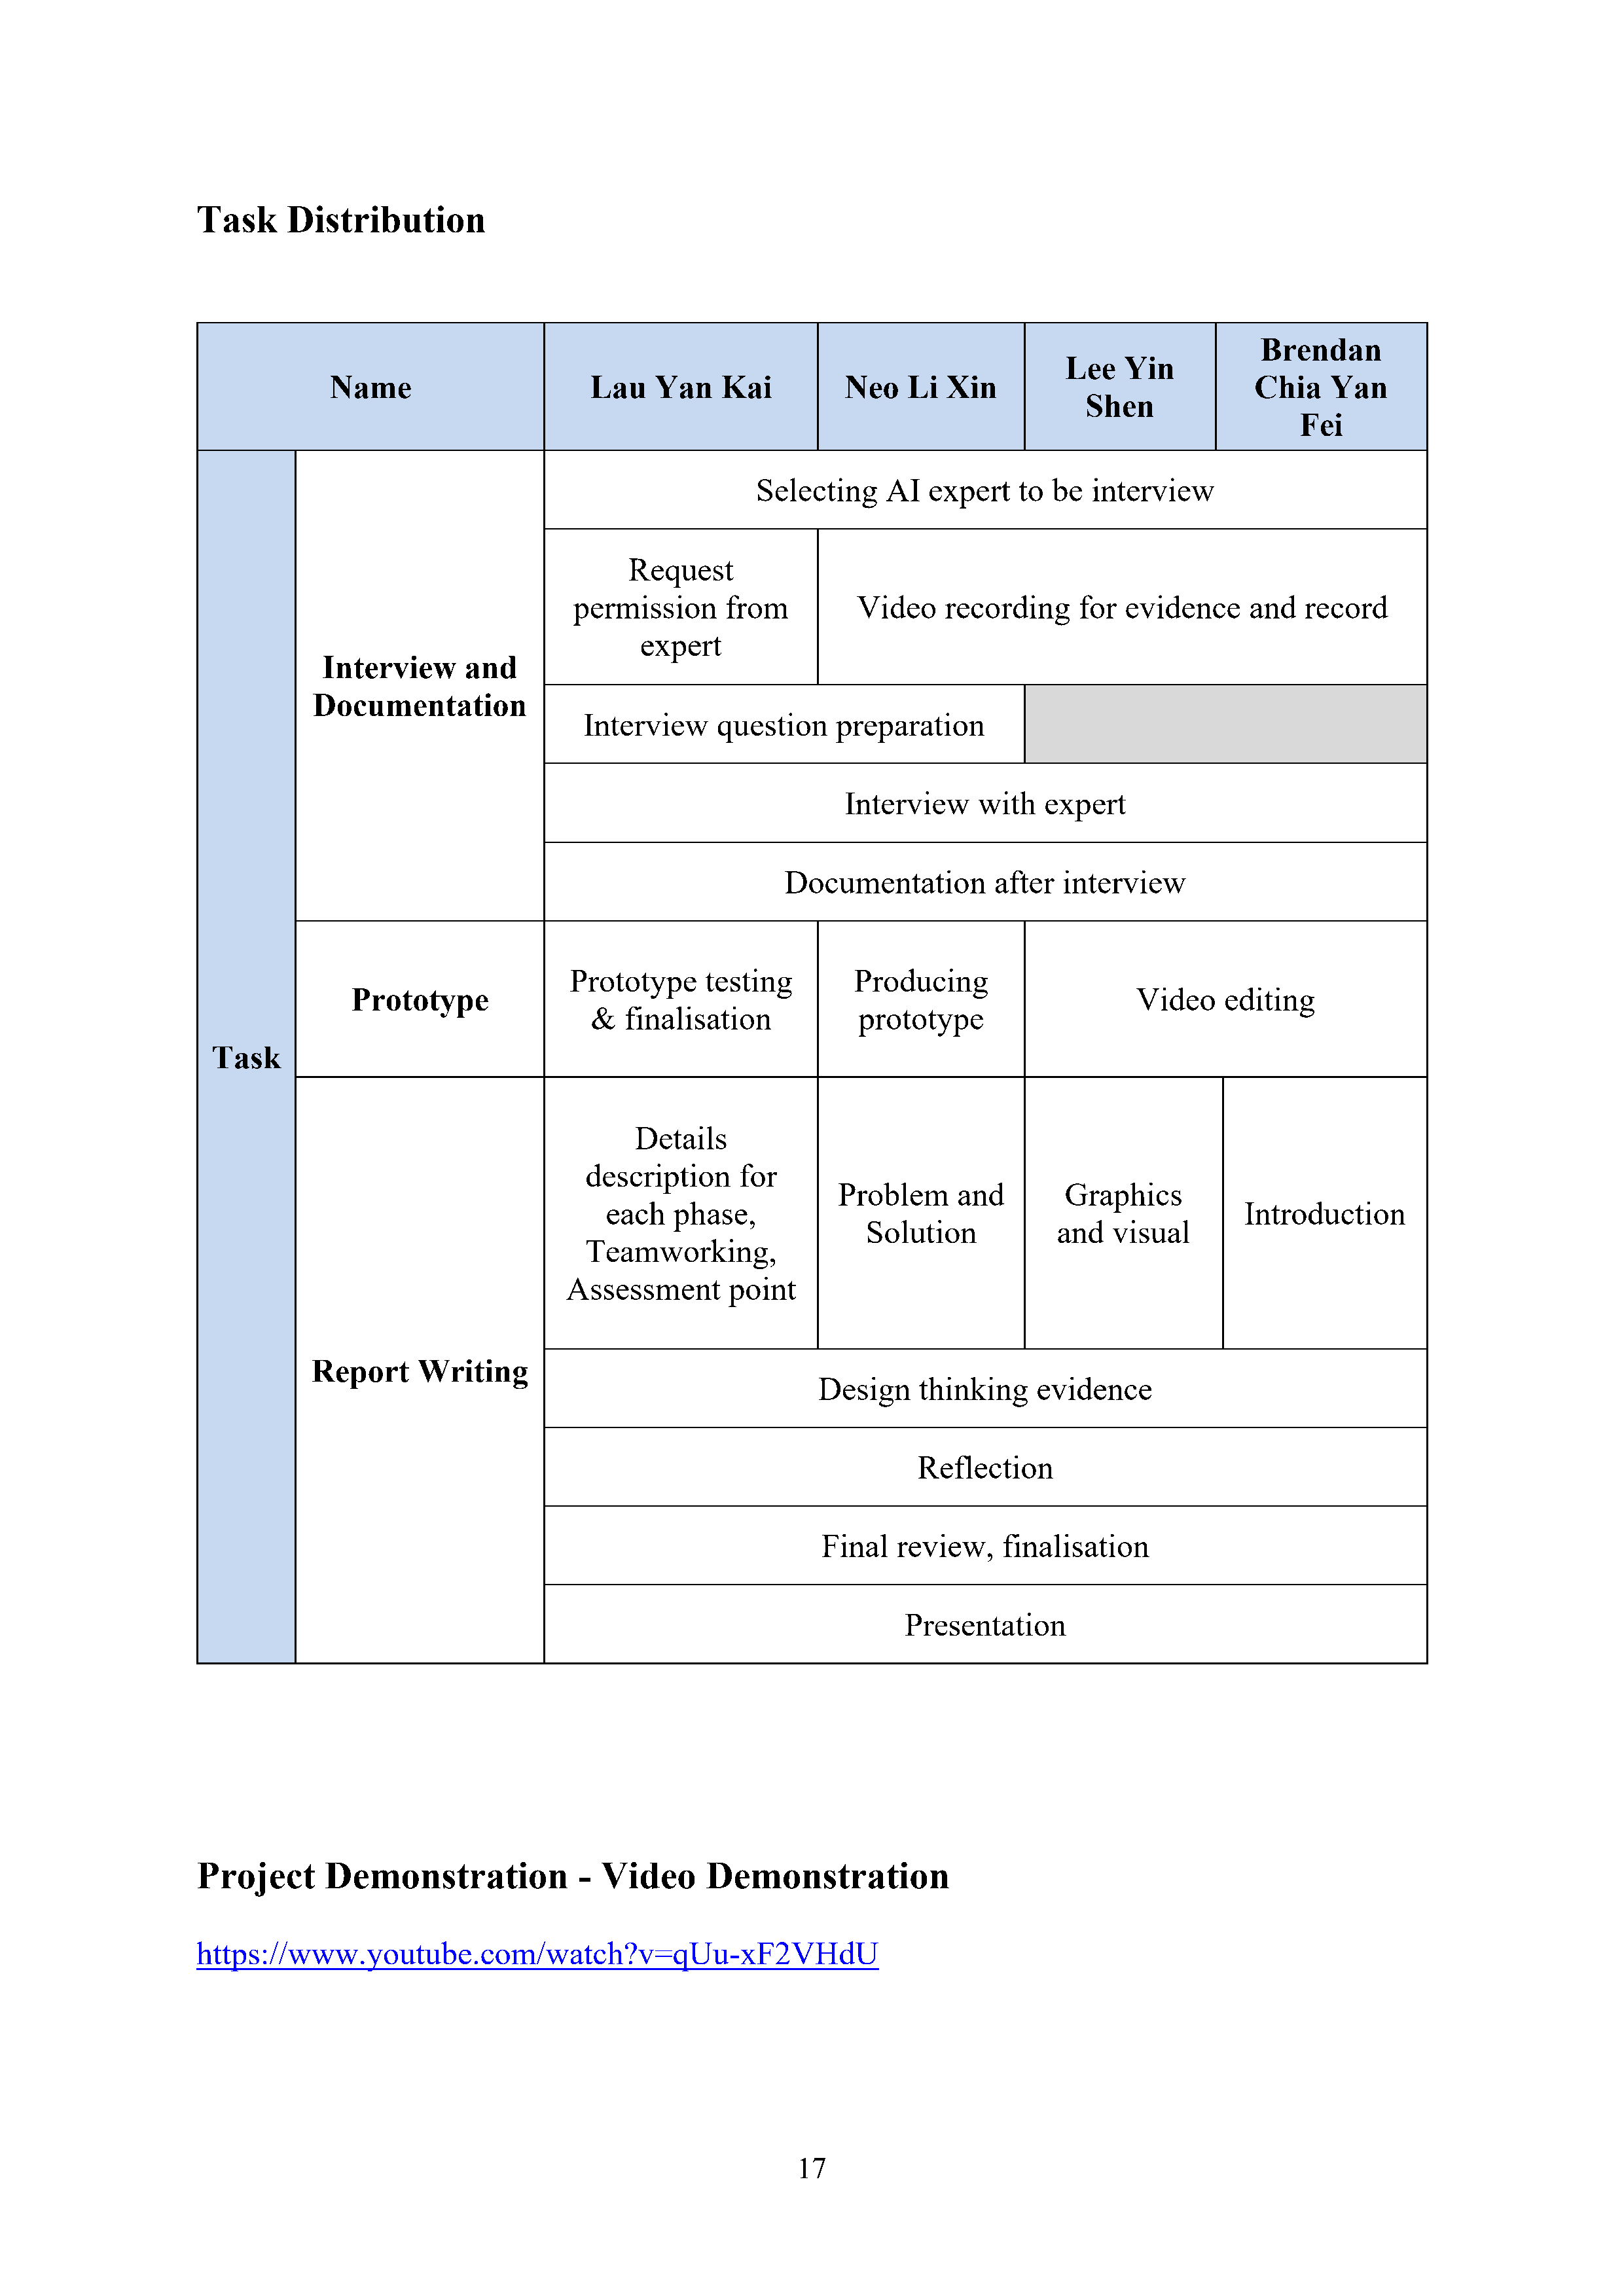 Task Distribution
Name
Lau Yan Kai
Neo Li Xin
Lee Yin
Shen
Brendan
Chia Yan
Fei
Task
Interview and
Documentation
Selecting AI expert to be interview
Request
permission from
expert
Video recording for evidence and record
Interview question preparation
Interview with expert
Documentation after interview
Prototype
Prototype testing
& finalisation
Producing
prototype
Video editing
Report Writing
Details
description for
each phase,
Teamworking,
Assessment point
Problem and
Solution
Graphics
and visual
Introduction
Design thinking evidence
Reflection
Final review, finalisation
Presentation
Project Demonstration - Video Demonstration
https://www.youtube.com/watch?v=qUu-xF2VHdU
17